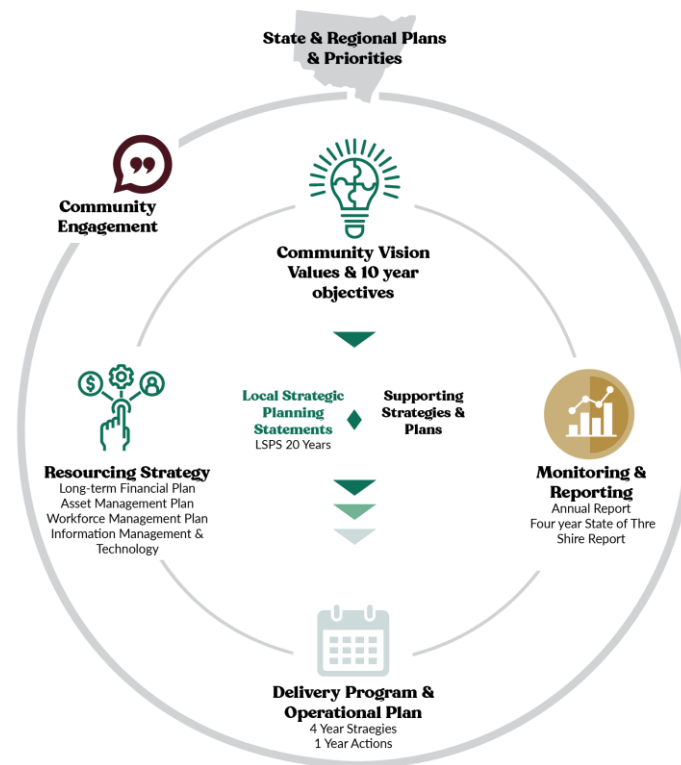 State & Regional Plans
& Priorities
Community
Engagement
Community Vision
Values & 10 year
objectives
Local Strategic
Planning
Statements
LSPS 20 Years
Supporting
Strategies &
Plans
Resourcing Strategy
Long-term Financial Plan
Asset Management Plan
Workforce Management Plan
Information Management &
Technology
Monitoring &
Reporting
Annual Report
Four year State of Thre
Shire Report
Delivery Program &
Operational Plan
4 Year Straegies
1 Year Actions